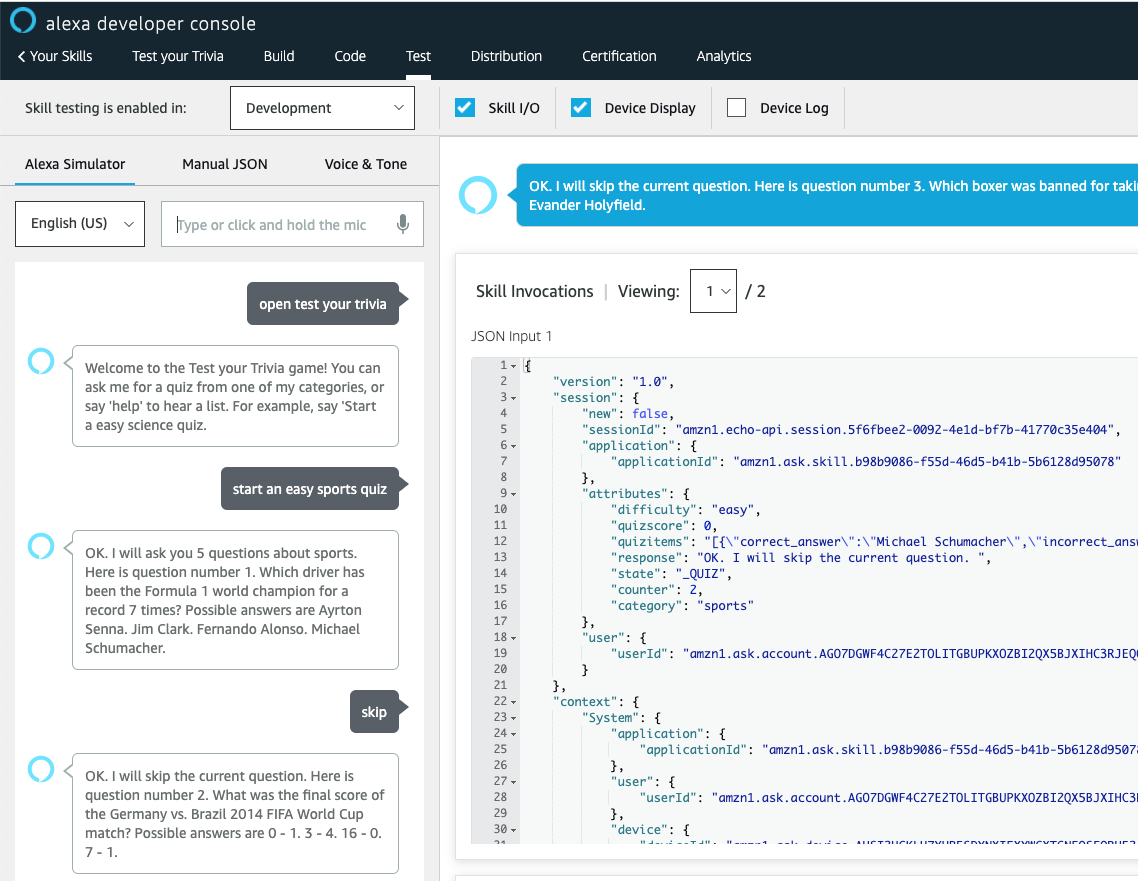 alexa developer console
Your Skills Test your Trivia Build Code Test Distribution Certification Analytics
Skill testing is enabled in: Development Skill I/O Device Display Device Log
Alexa Simulator Manual JSON Voice & Tone
English (US) Type or click and hold the mic
open test your trivia
Welcome to the Test your Trivia game! You can
ask me for a quiz from one of my categories, or
say 'help' to hear a list. For example, say 'Start
a easy science quiz.
start an easy sports quiz
OK. I will ask you 5 questions about sports.
Here is question number 1. Which driver has
been the Formula 1 world champion for a
record 7 times? Possible answers are Ayrton
Senna. Jim Clark. Fernando Alonso. Michael
Schumacher.
skip
OK. I will skip the current question. Here is
question number 2. What was the final score of
the Germany vs. Brazil 2014 FIFA World Cup
match? Possible answers are 0 - 1. 3 - 4. 16 - 0.
7 - 1.
OK. I will skip the current question. Here is question number 3. Which boxer was banned for taki
Evander Holyfield.
Skill Invocations | Viewing: 1 / 2
JSON Input 1
1 {
2 "version": "1.0",
3 "session": {
4 "new": false,
5 "sessionId": "amzn1.echo-api.session.5f6fbee2-0092-4e1d-bf7b-41770c35e404",
6 "application": {
7 "applicationId": "amzn1.ask.skill.b98b9086-f55d-46d5-b41b-5b6128d95078"
8 },
9 "attributes": {
10 "difficulty": "easy",
11 "quizscore": 0,
12 "quizitems": "[{\"correct_answer\":\"Michael Schumacher\",\"incorrect_answ
13 "response": "OK. I will skip the current question. ",
14 "state": "_QUIZ",
15 "counter": 2,
16 "category": "sports"
17 },
18 "user": {
19 "userId": "amzn1.ask.account.AGO7DGWF4C27E2TOLITGBUPKXOZBI2QX5BJXIHC3RJEQ
20 }
21 },
22 "context": {
23 "System": {
24 "application": {
25 "applicationId": "amzn1.ask.skill.b98b9086-f55d-46d5-b41b-5b6128d9507
26 },
27 "user": {
28 "userId": "amzn1.ask.account.AGO7DGWF4C27E2TOLITGBUPKXOZBI2QX5BJXIHC3
29 },
30 "device": {
31